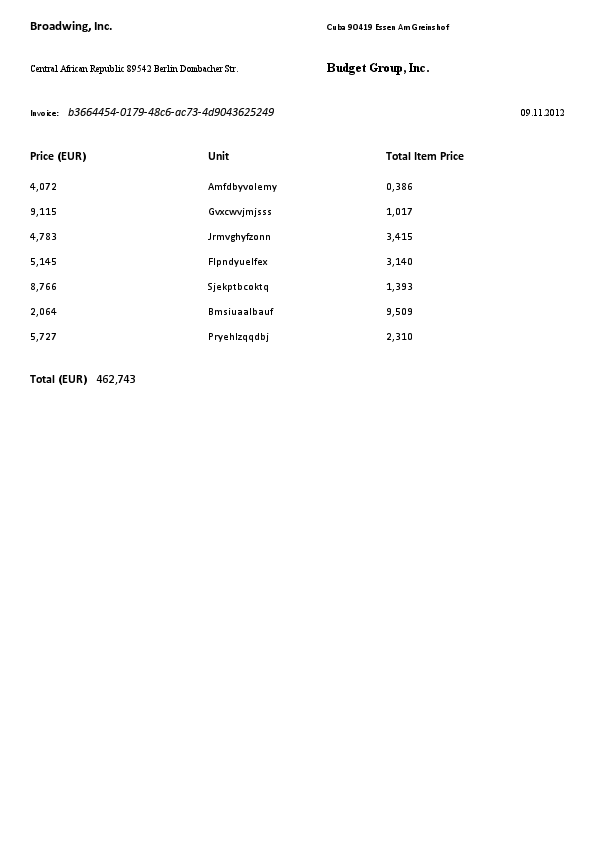 Broadwing, Inc.
Cuba 90419 Essen Am Greinshof
Central African Republic 89542 Berlin Dombacher Str.
Budget Group, Inc.
Invoice: b3664454-0179-48c6-ac73-4d9043625249 09.11.2012
Price (EUR) Unit Total Item Price
4,072 Amfdbyvolemy 0,386
9,115 Gvxcwvjmjsss 1,017
4,783 Jrmvghyfzonn 3,415
5,145 Flpndyuelfex 3,140
8,766 Sjekptbcoktq 1,393
2,064 Bmsiuaalbauf 9,509
5,727 Pryehlzqqdbj 2,310
Total (EUR) 462,743